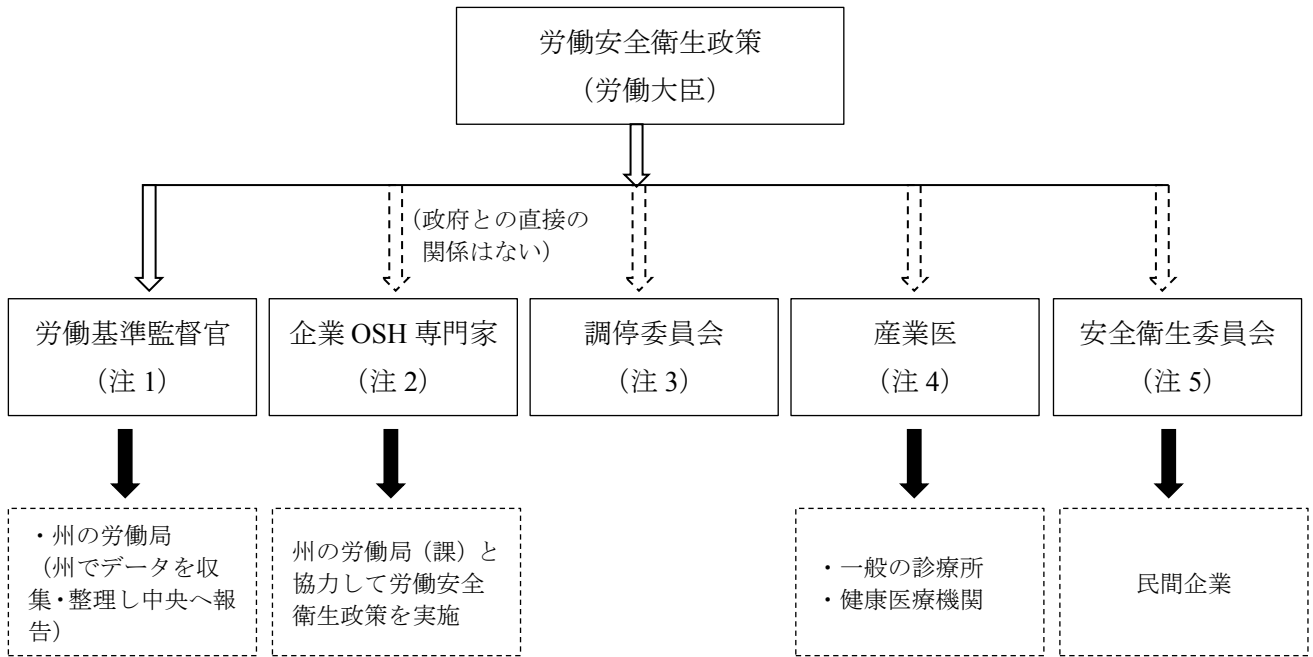 労働安全衛生政策
（労働大臣）
（政府との直接の
関係はない）
労働基準監督官
（注 1）
企業 OSH 専門家
（注 2）
調停委員会
（注 3）
産業医
（注 4）
安全衛生委員会
（注 5）
・州の労働局
（州でデータを収
集・整理し中央へ報
告）
州の労働局（課）と
協力して労働安全
衛生政策を実施
・一般の診療所
・健康医療機関
民間企業